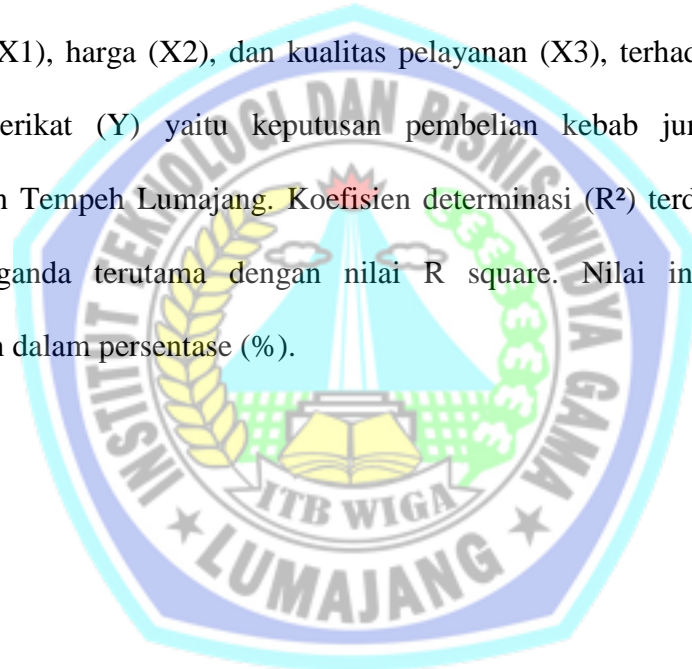 X1), harga (X2), dan kualitas pelayanan (X3), terhad
erikat (Y) yaitu keputusan pembelian kebab jur
n Tempeh Lumajang. Koefisien determinasi (R²) terd
ganda terutama dengan nilai R square. Nilai in
n dalam persentase (%).
INSTITUT TEKNOLOGI DAN BISNIS WIDYA GAMA
ITB WIGA
LUMAJANG